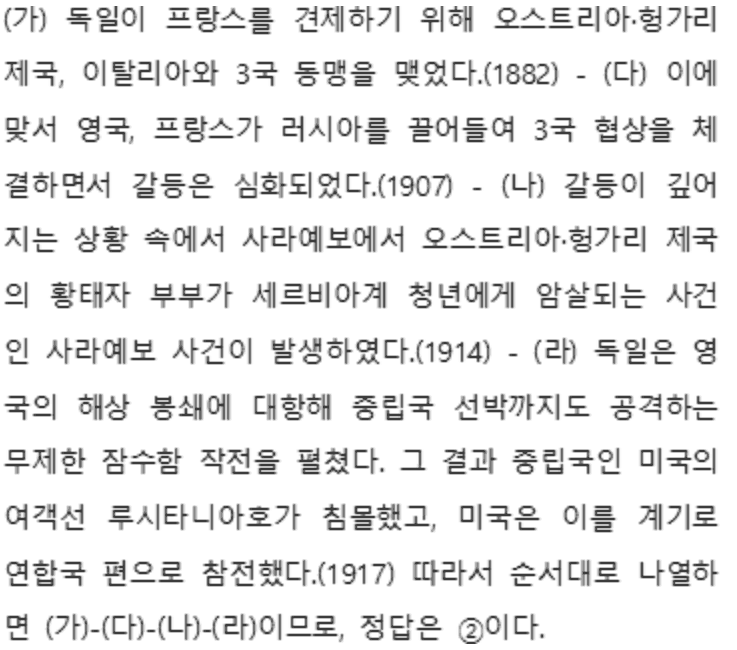 (가) 독일이 프랑스를 견제하기 위해 오스트리아·헝가리
제국, 이탈리아와 3국 동맹을 맺었다.(1882) - (다) 이에
맞서 영국, 프랑스가 러시아를 끌어들여 3국 협상을 체
결하면서 갈등은 심화되었다.(1907) - (나) 갈등이 깊어
지는 상황 속에서 사라예보에서 오스트리아·헝가리 제국
의 황태자 부부가 세르비아계 청년에게 암살되는 사건
인 사라예보 사건이 발생하였다.(1914) - (라) 독일은 영
국의 해상 봉쇄에 대항해 중립국 선박까지도 공격하는
무제한 잠수함 작전을 펼쳤다. 그 결과 중립국인 미국의
여객선 루시타니아호가 침몰했고, 미국은 이를 계기로
연합국 편으로 참전했다.(1917) 따라서 순서대로 나열하
면 (가)-(다)-(나)-(라)이므로, 정답은 ②이다.